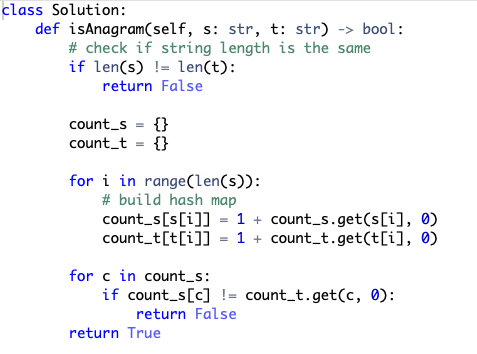 class Solution:
    def isAnagram(self, s: str, t: str) -> bool:
        # check if string length is the same
        if len(s) != len(t):
            return False
        count_s = {}
        count_t = {}
        for i in range(len(s)):
            # build hash map
            count_s[s[i]] = 1 + count_s.get(s[i], 0)
            count_t[t[i]] = 1 + count_t.get(t[i], 0)
        for c in count_s:
            if count_s[c] != count_t.get(c, 0):
                return False
        return True